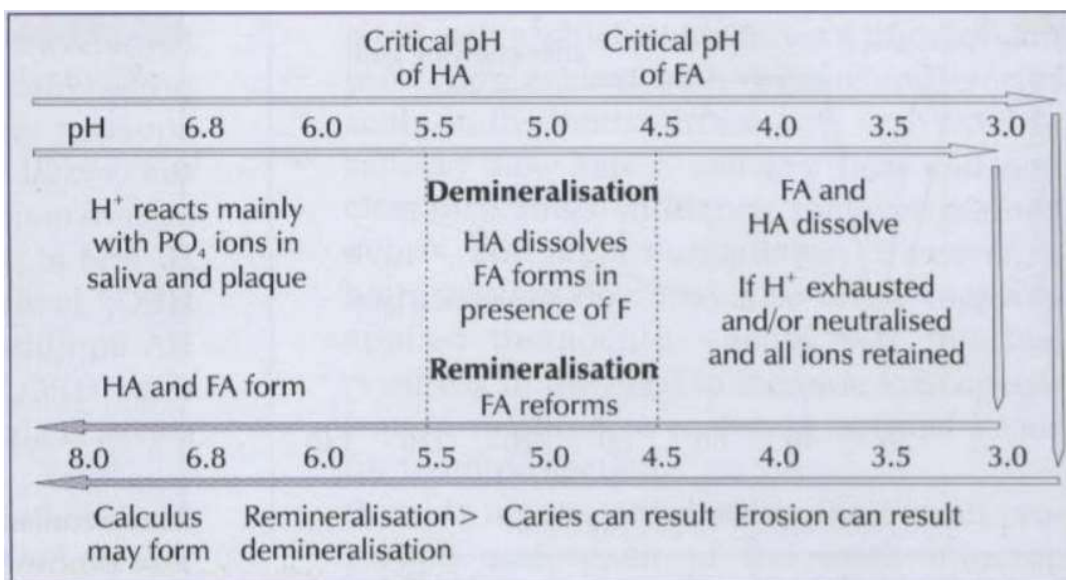 Critical pH of HA
Critical pH of FA
pH 6.8 6.0 5.5 5.0 4.5 4.0 3.5 3.0
H⁺ reacts mainly with PO₄ ions in saliva and plaque
Demineralisation
HA dissolves
FA forms in presence of F
FA and HA dissolve
If H⁺ exhausted and/or neutralised and all ions retained
HA and FA form
Remineralisation
FA reforms
8.0 6.8 6.0 5.5 5.0 4.5 4.0 3.5 3.0
Calculus may form
Remineralisation > demineralisation
Caries can result
Erosion can result